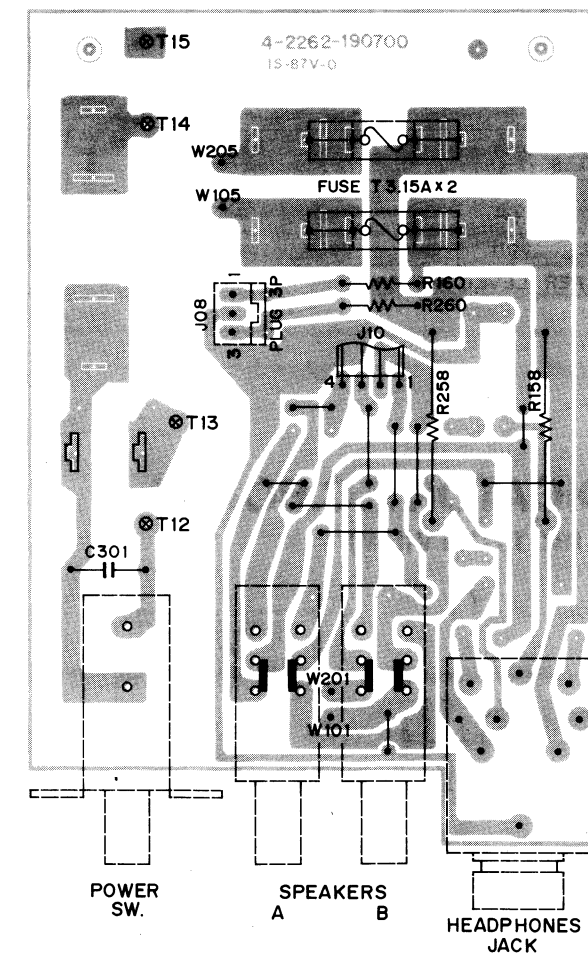 T15
4-2262-190700
IS-87V-0
T14
W205
FUSE T3.15A×2
W105
1
3P
J08
PLUG
3
R160
R260
J10
4
1
R258
R158
T13
T12
C301
W201
W101
POWER
SW.
SPEAKERS
A B
HEADPHONES
JACK